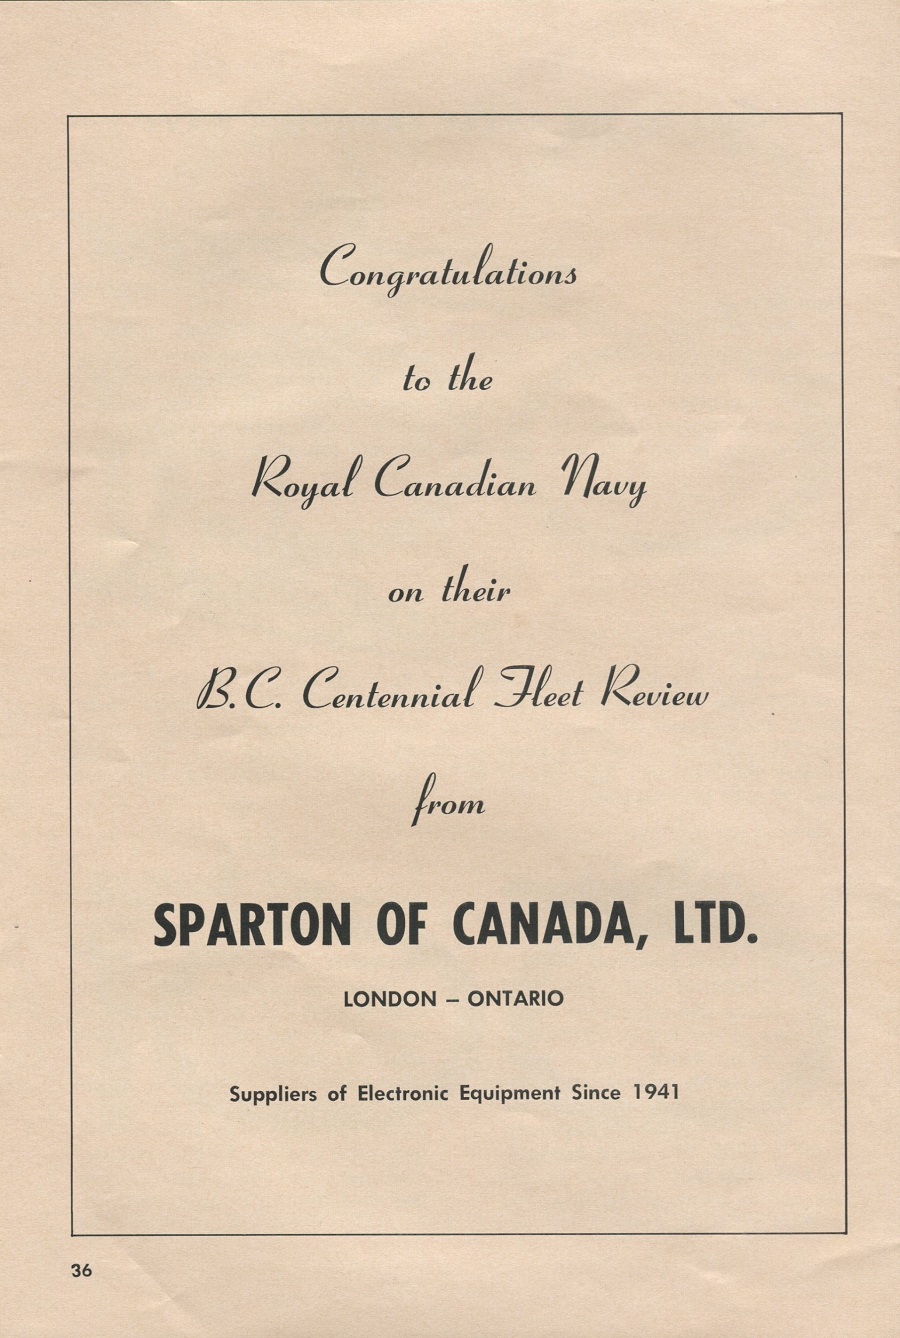 Congratulations
to the
Royal Canadian Navy
on their
B.C. Centennial Fleet Review
from
SPARTON OF CANADA, LTD.
LONDON – ONTARIO
Suppliers of Electronic Equipment Since 1941
36